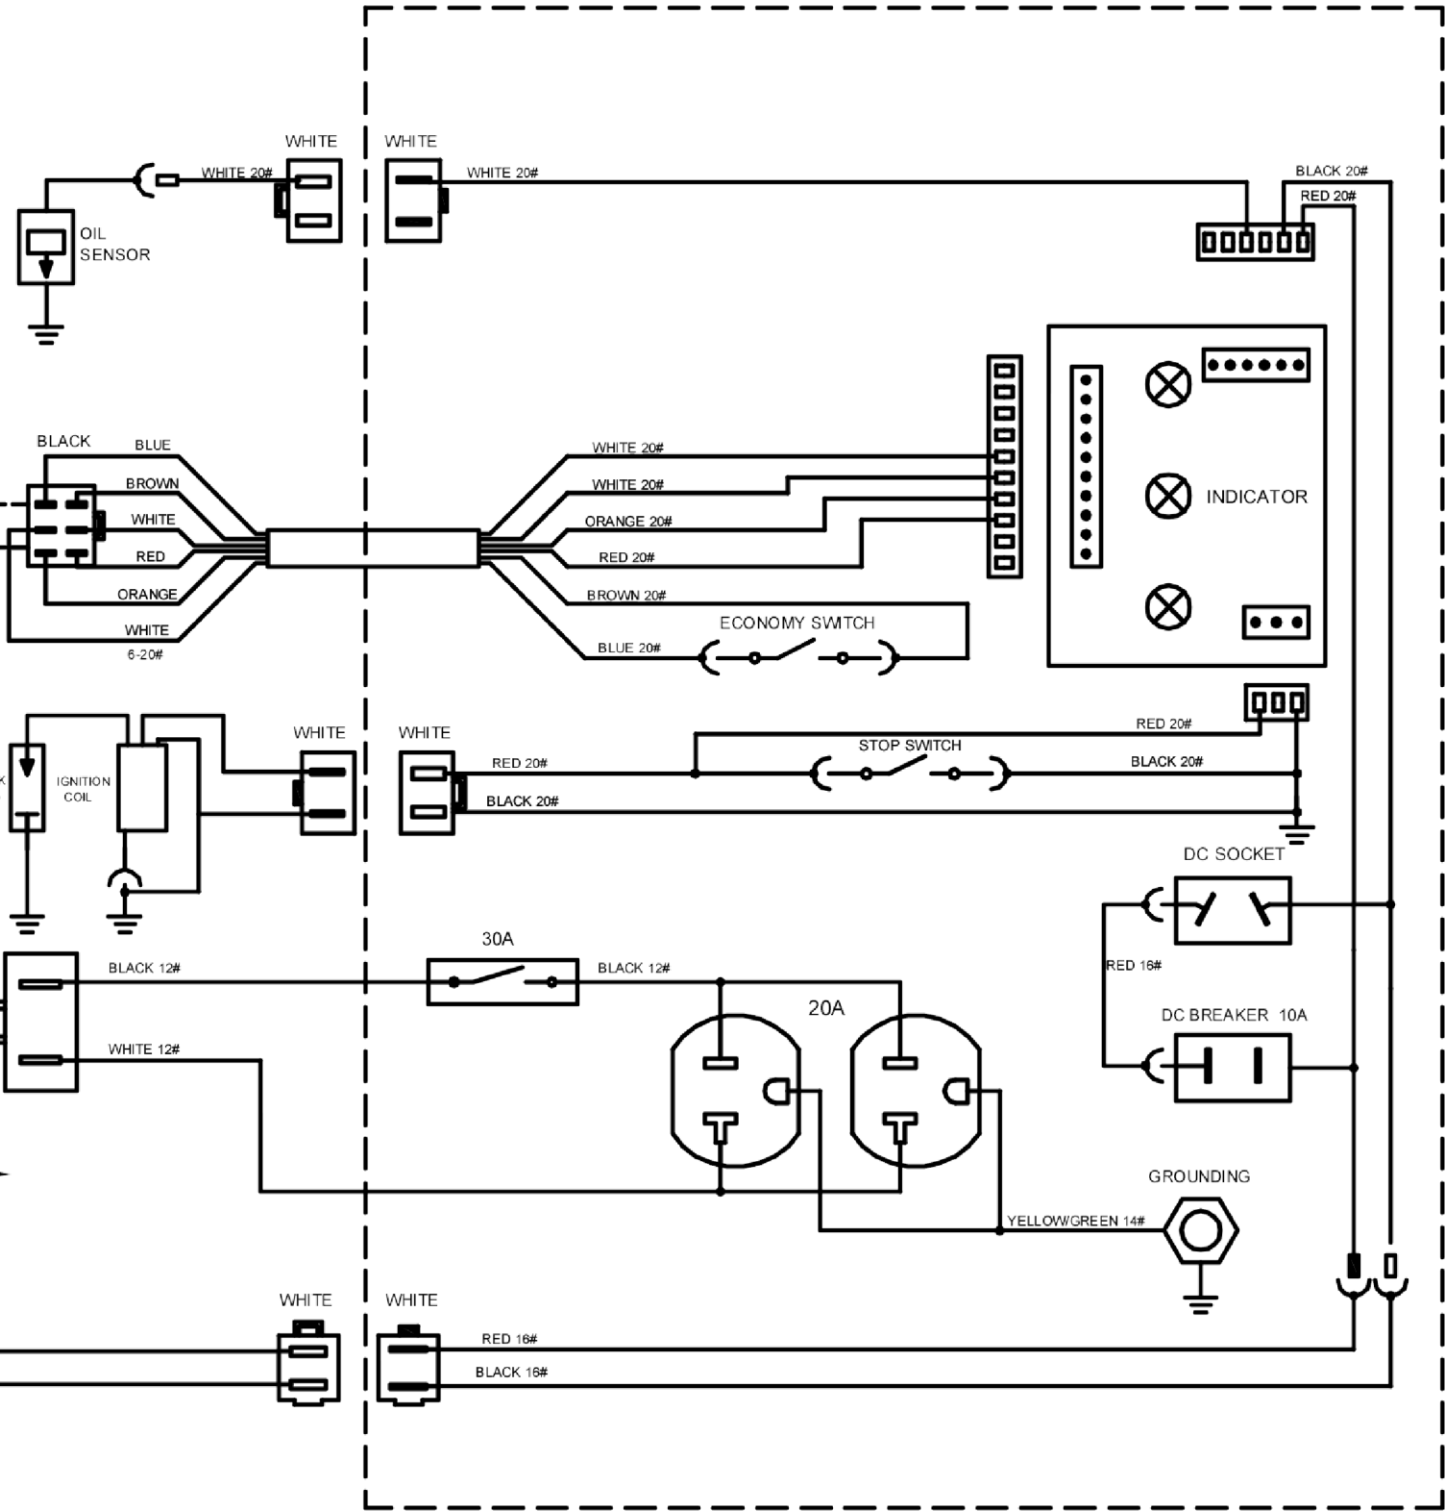 WHITE
WHITE
WHITE 20#
WHITE 20#
BLACK 20#
RED 20#
OIL
SENSOR
BLACK
BLUE
BROWN
WHITE
RED
ORANGE
WHITE
6-20#
WHITE 20#
WHITE 20#
ORANGE 20#
RED 20#
BROWN 20#
ECONOMY SWITCH
BLUE 20#
INDICATOR
WHITE
WHITE
RED 20#
STOP SWITCH
RED 20#
BLACK 20#
BLACK 20#
K
IGNITION
COIL
DC SOCKET
30A
BLACK 12#
BLACK 12#
RED 16#
20A
DC BREAKER 10A
WHITE 12#
GROUNDING
YELLOW/GREEN 14#
WHITE
WHITE
RED 16#
BLACK 16#